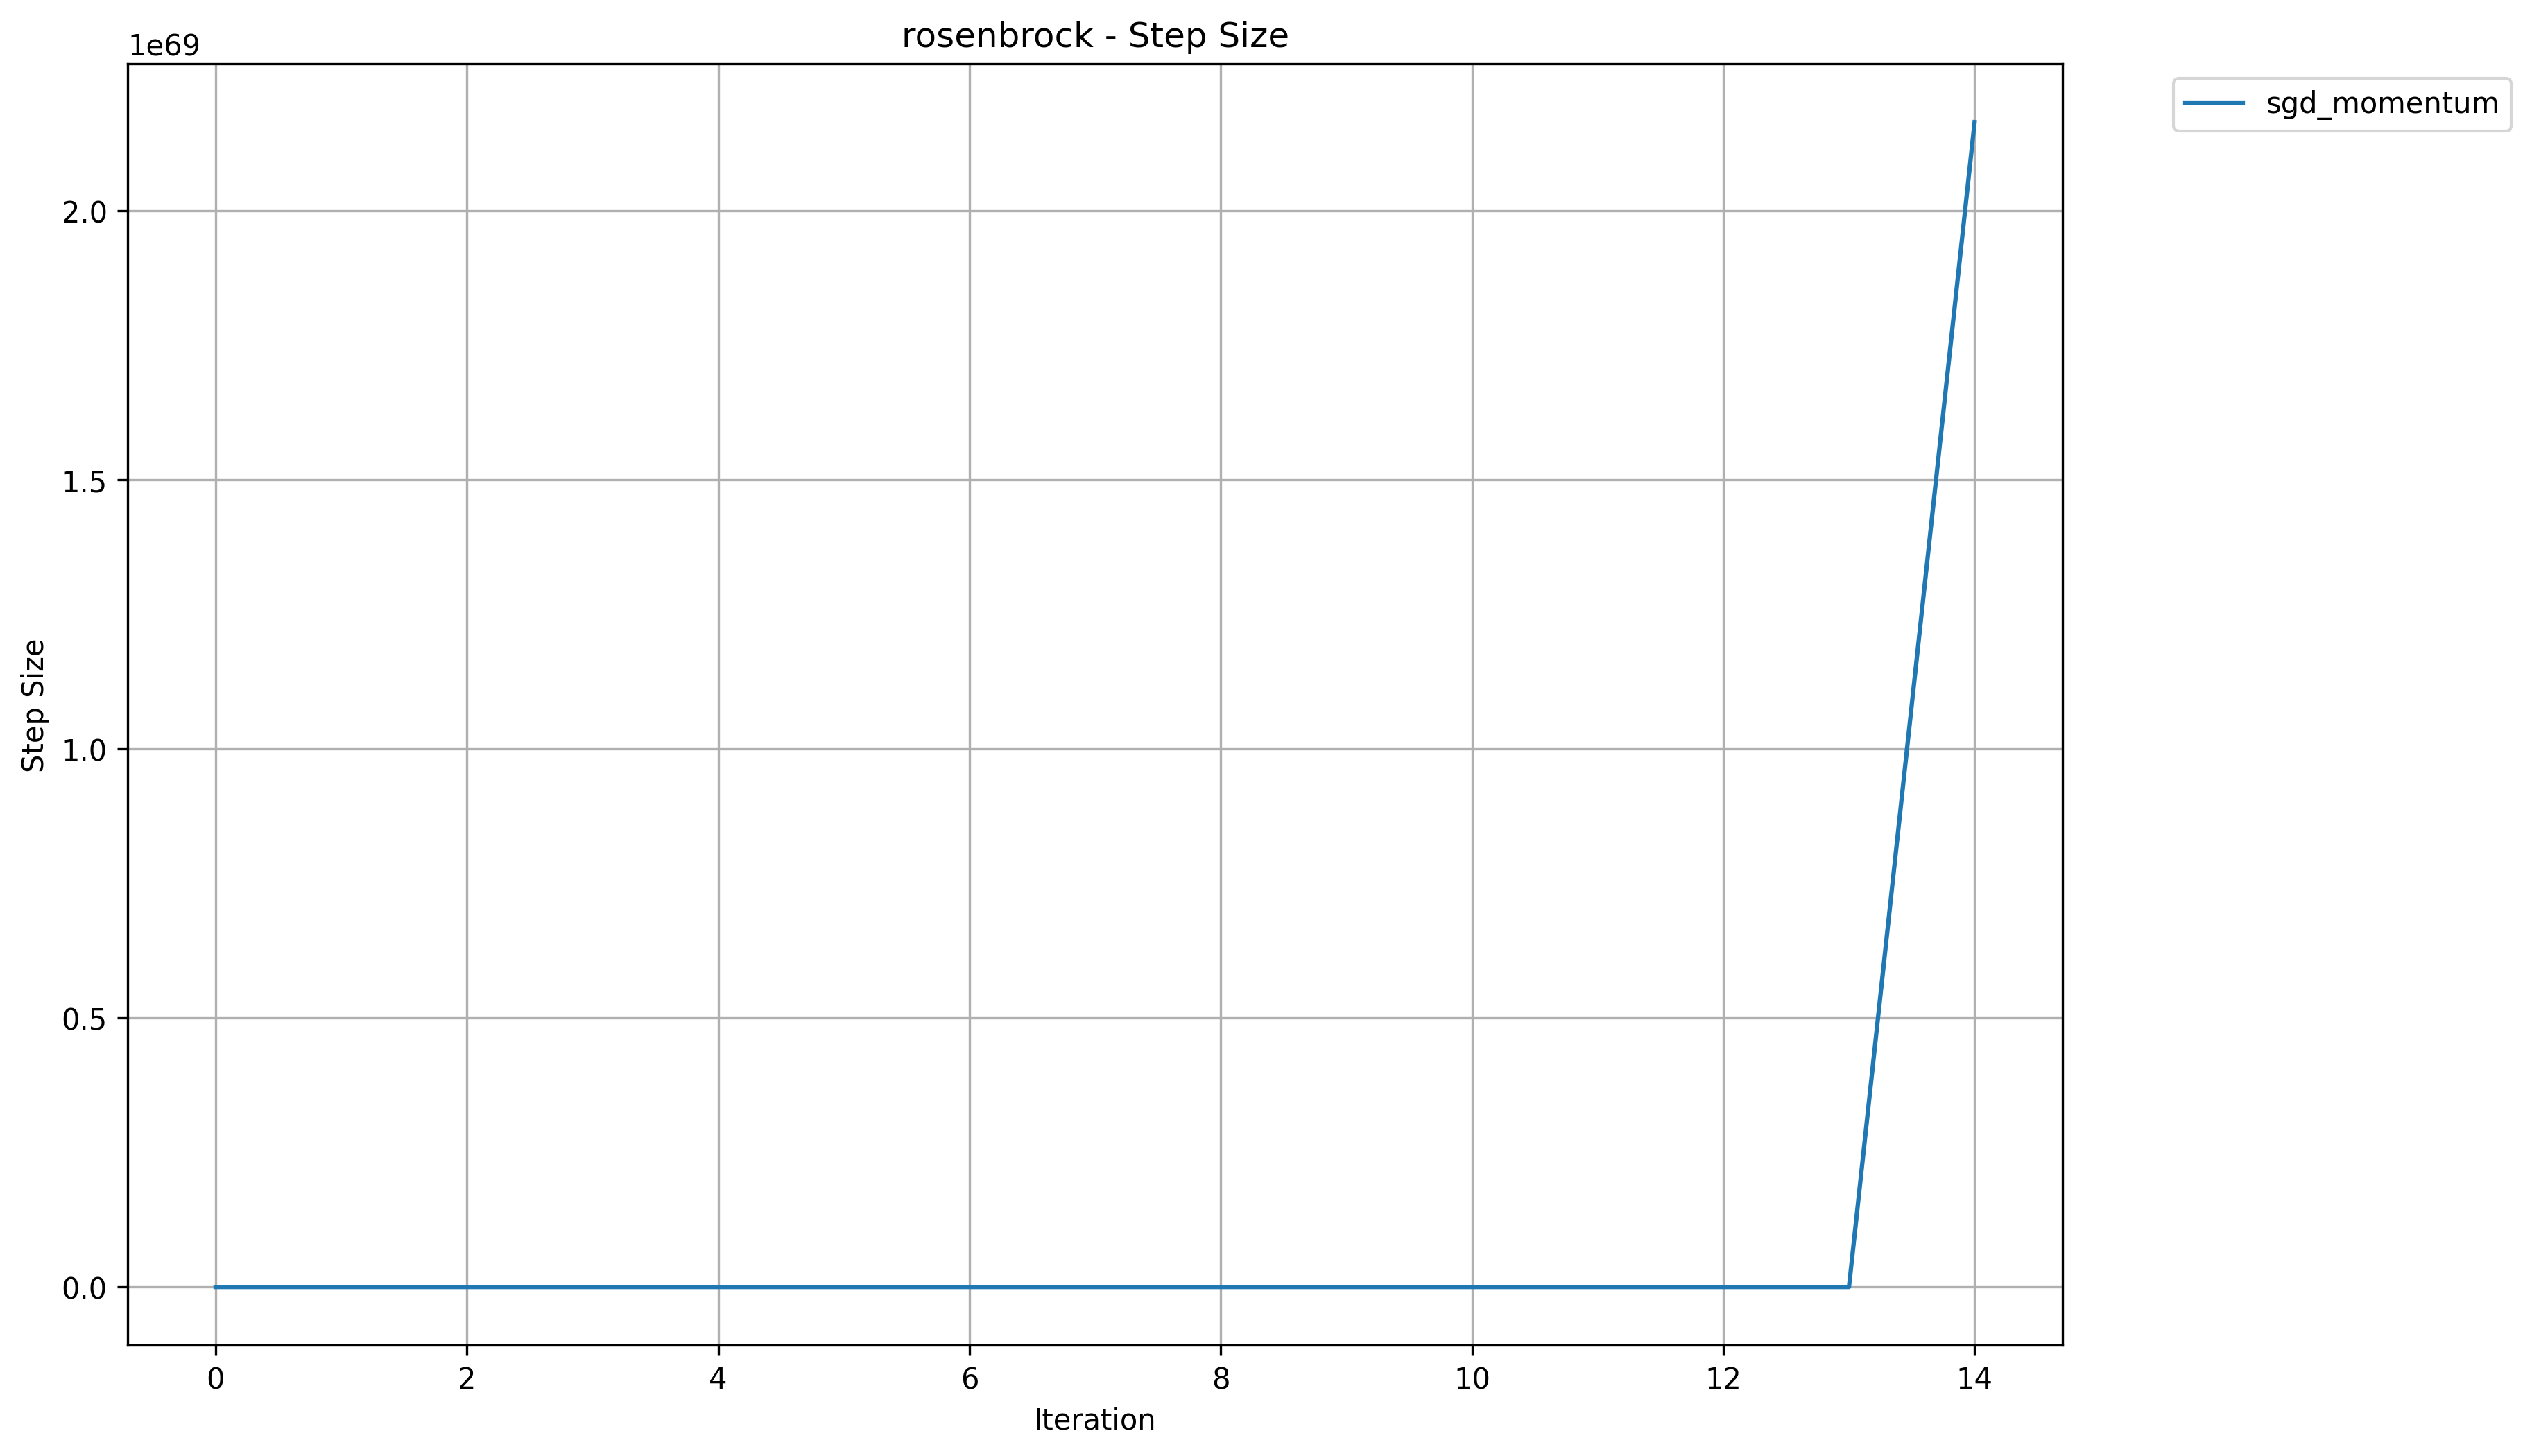 rosenbrock - Step Size
1e69
sgd_momentum
2.0
1.5
1.0
0.5
0.0
Step Size
0 2 4 6 8 10 12 14
Iteration